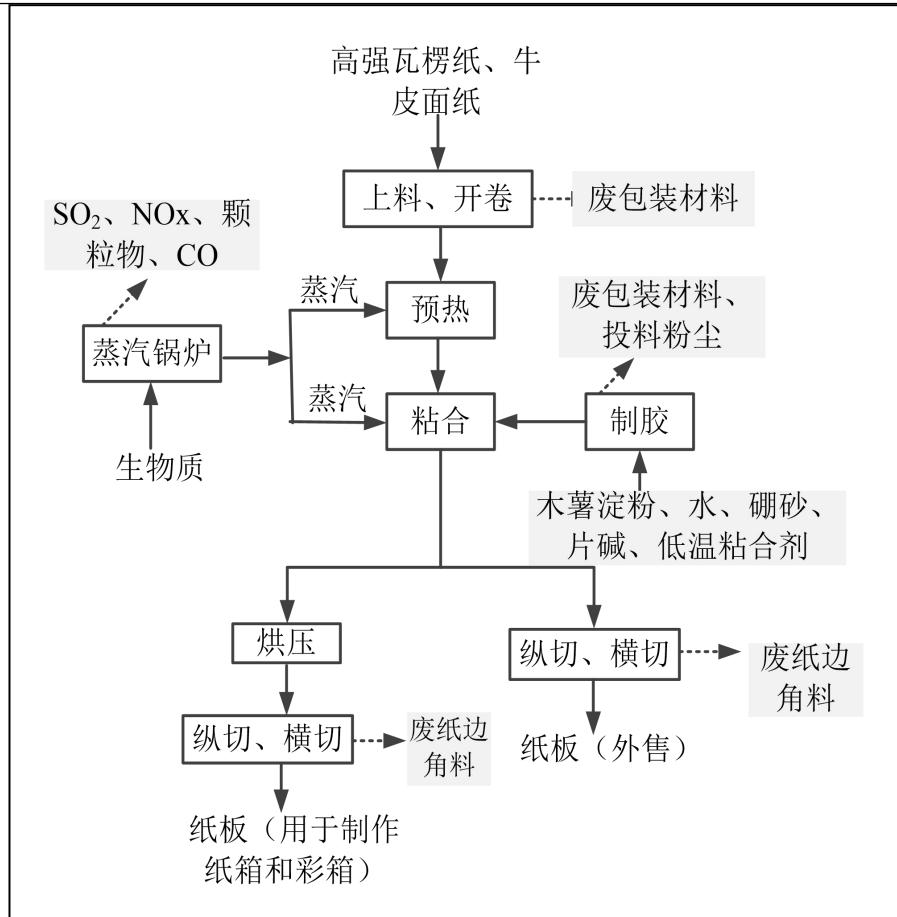 高强瓦楞纸、牛
皮面纸
上料、开卷
废包装材料
SO₂、NOx、颗
粒物、CO
蒸汽
预热
废包装材料、
投料粉尘
蒸汽锅炉
蒸汽
粘合
制胶
生物质
木薯淀粉、水、硼砂、
片碱、低温粘合剂
烘压
纵切、横切
废纸边
角料
纵切、横切
废纸边
角料
纸板（外售）
纸板（用于制作
纸箱和彩箱）